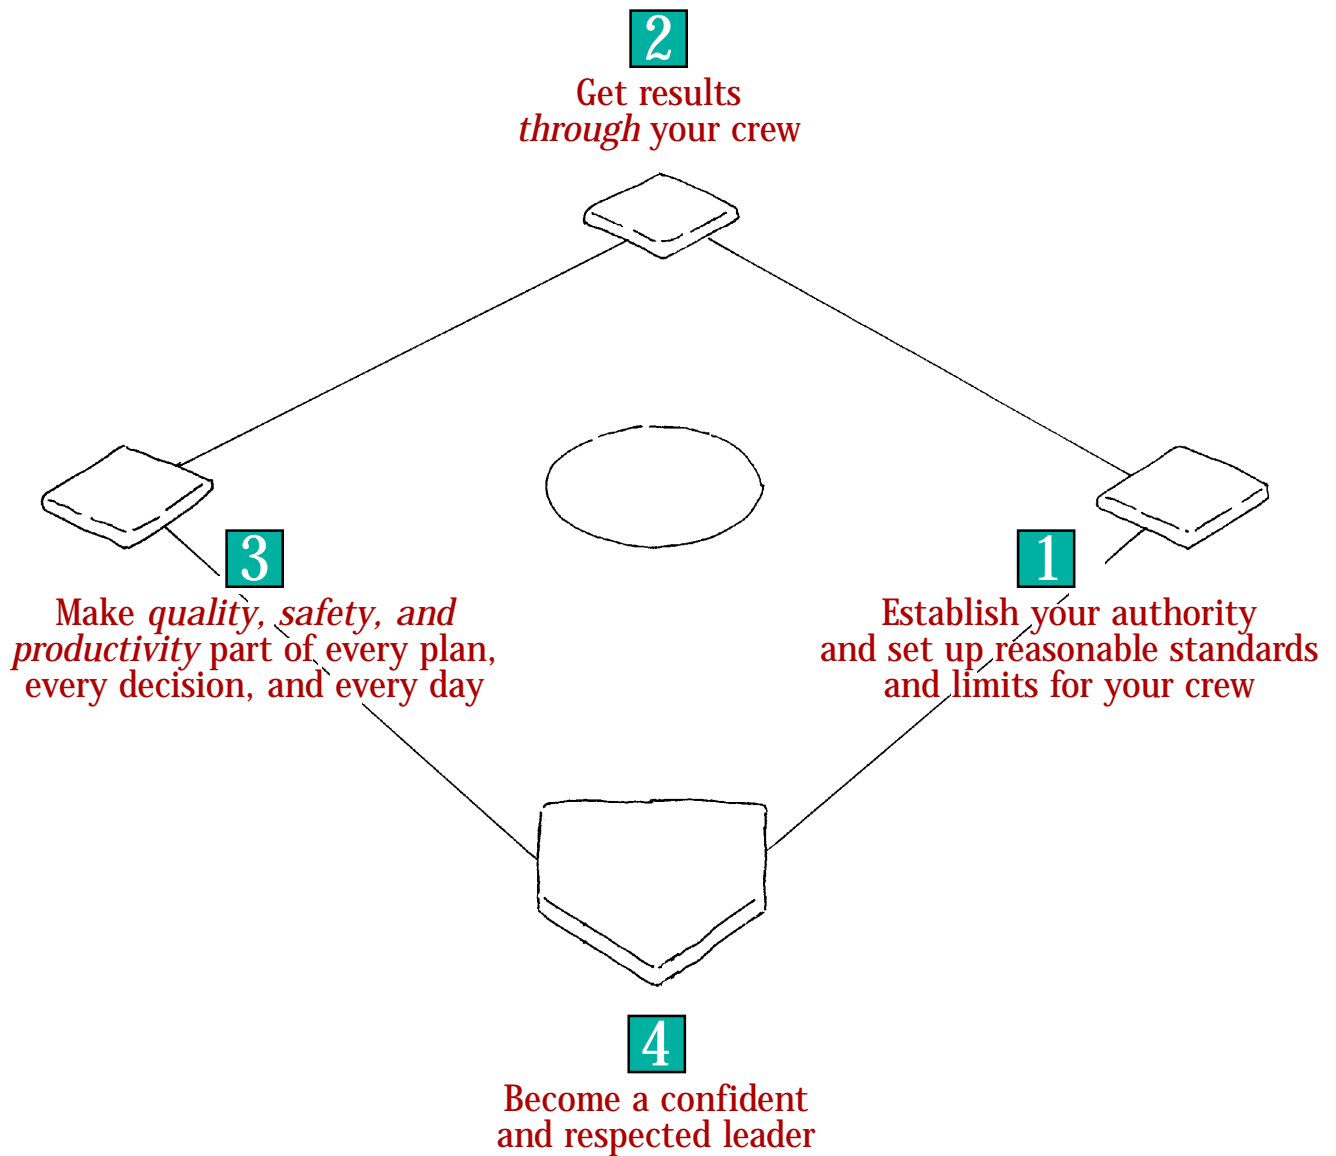 2
Get results
through your crew
3
Make quality, safety, and
productivity part of every plan,
every decision, and every day
1
Establish your authority
and set up reasonable standards
and limits for your crew
4
Become a confident
and respected leader